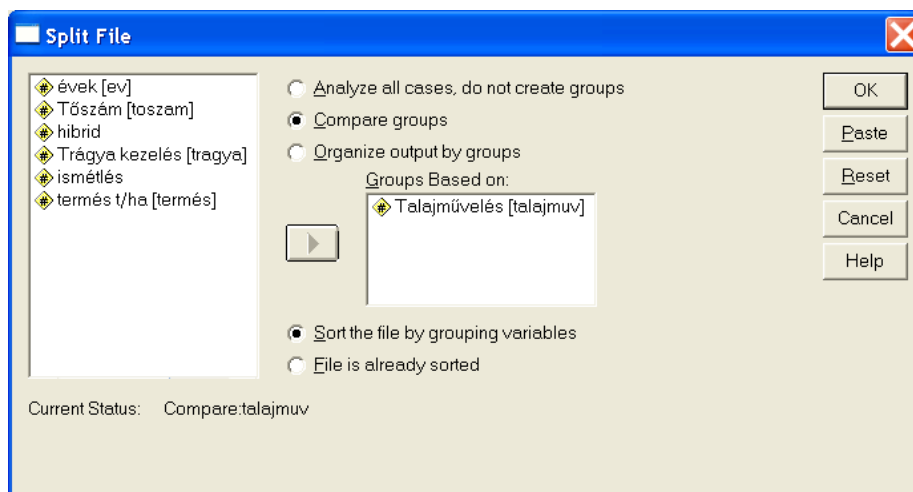 Split File
évek [ev]
Tőszám [toszam]
hibrid
Trágya kezelés [tragya]
ismétlés
termés t/ha [termés]
Analyze all cases, do not create groups
Compare groups
Organize output by groups
Groups Based on:
Talajművelés [talajmuv]
Sort the file by grouping variables
File is already sorted
OK
Paste
Reset
Cancel
Help
Current Status: Compare:talajmuv